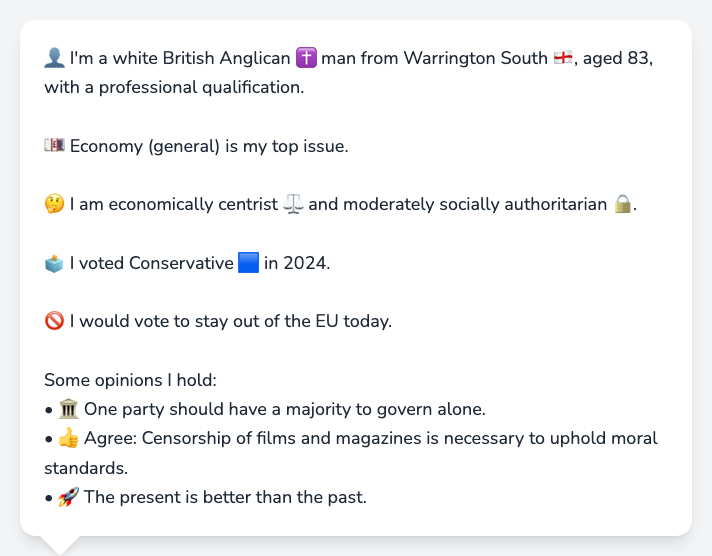 👤 I'm a white British Anglican ✝️ man from Warrington South 🏴󠁧󠁢󠁥󠁮󠁧󠁿, aged 83,
with a professional qualification.
💷 Economy (general) is my top issue.
🤔 I am economically centrist ⚖️ and moderately socially authoritarian 🔒.
🗳️ I voted Conservative 🟦 in 2024.
🚫 I would vote to stay out of the EU today.
Some opinions I hold:
• 🏛️ One party should have a majority to govern alone.
• 👍 Agree: Censorship of films and magazines is necessary to uphold moral
standards.
• 🚀 The present is better than the past.